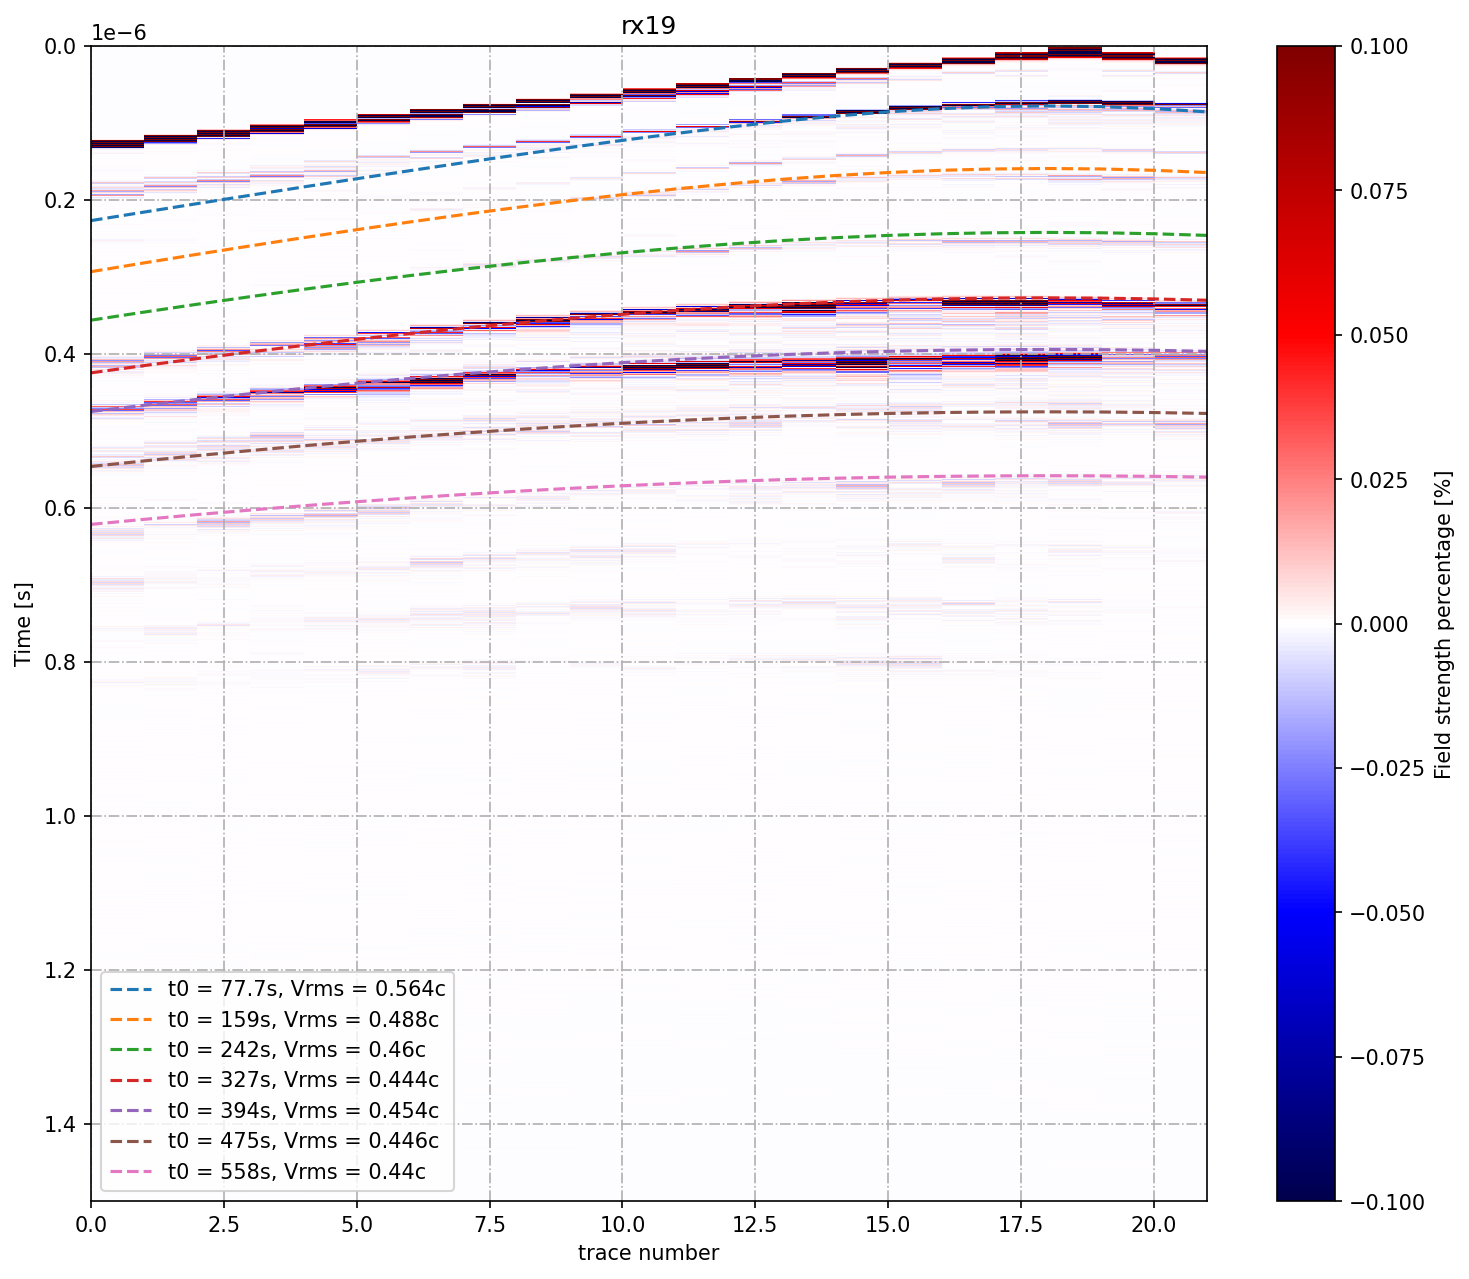 rx19
1e−6
0.0
0.2
0.4
0.6
0.8
1.0
1.2
1.4
Time [s]
0.0
2.5
5.0
7.5
10.0
12.5
15.0
17.5
20.0
trace number
t0 = 77.7s, Vrms = 0.564c
t0 = 159s, Vrms = 0.488c
t0 = 242s, Vrms = 0.46c
t0 = 327s, Vrms = 0.444c
t0 = 394s, Vrms = 0.454c
t0 = 475s, Vrms = 0.446c
t0 = 558s, Vrms = 0.44c
0.100
0.075
0.050
0.025
0.000
−0.025
−0.050
−0.075
−0.100
Field strength percentage [%]